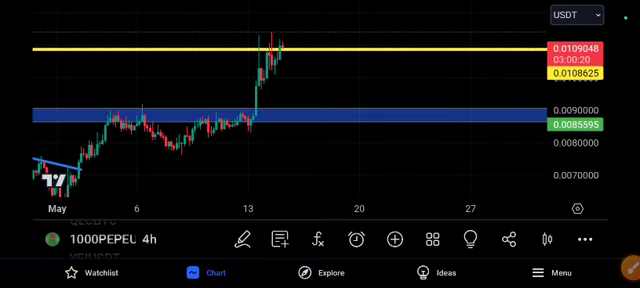 USDT
0.0109048
03:00:20
0.0108625
0.0090000
0.0085595
0.0080000
0.0070000
May 6 13 20 27
1000PEPEU 4h
Watchlist Chart Explore Ideas Menu